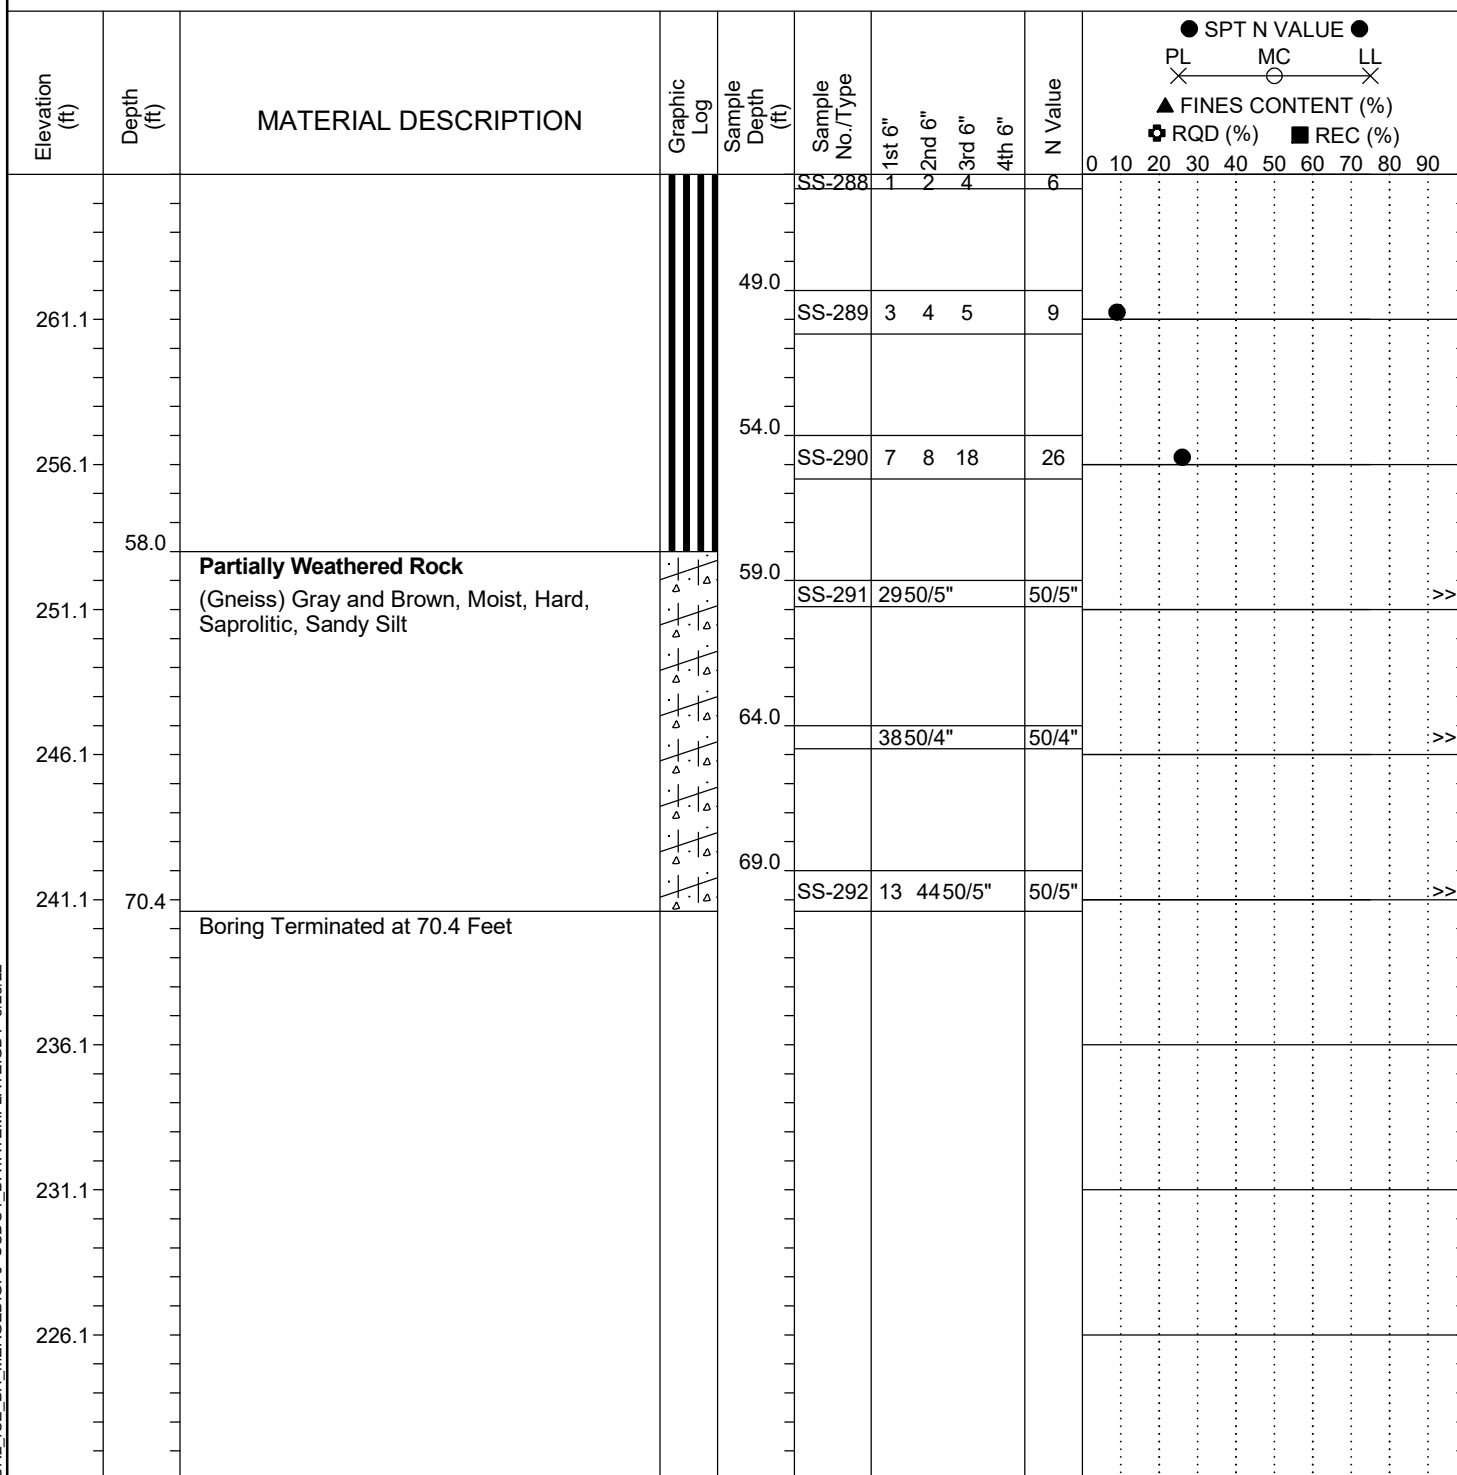 ● SPT N VALUE ●
PL MC LL
▲ FINES CONTENT (%)
RQD (%) ■ REC (%)
0 10 20 30 40 50 60 70 80 90
Elevation (ft)
Depth (ft)
MATERIAL DESCRIPTION
Graphic Log
Sample Depth (ft)
Sample No./Type
1st 6"
2nd 6"
3rd 6"
4th 6"
N Value
SS-288 1 2 4 6
49.0
261.1 SS-289 3 4 5 9
54.0
256.1 SS-290 7 8 18 26
58.0
Partially Weathered Rock
59.0
(Gneiss) Gray and Brown, Moist, Hard,
Saprolitic, Sandy Silt
251.1 SS-291 29 50/5" 50/5" >>
64.0
38 50/4" 50/4" >>
246.1
69.0
241.1 70.4 SS-292 13 44 50/5" 50/5" >>
Boring Terminated at 70.4 Feet
236.1
231.1
226.1